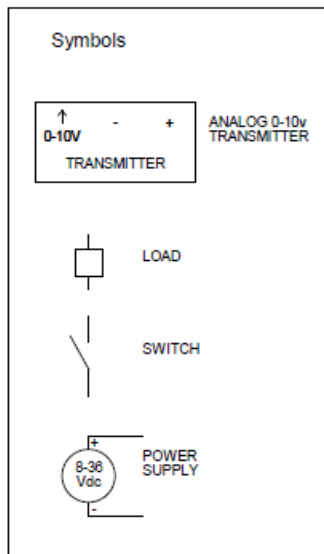 Symbols
↑ - +
0-10V
TRANSMITTER
ANALOG 0-10v
TRANSMITTER
LOAD
SWITCH
+
8-36
Vdc
-
POWER
SUPPLY